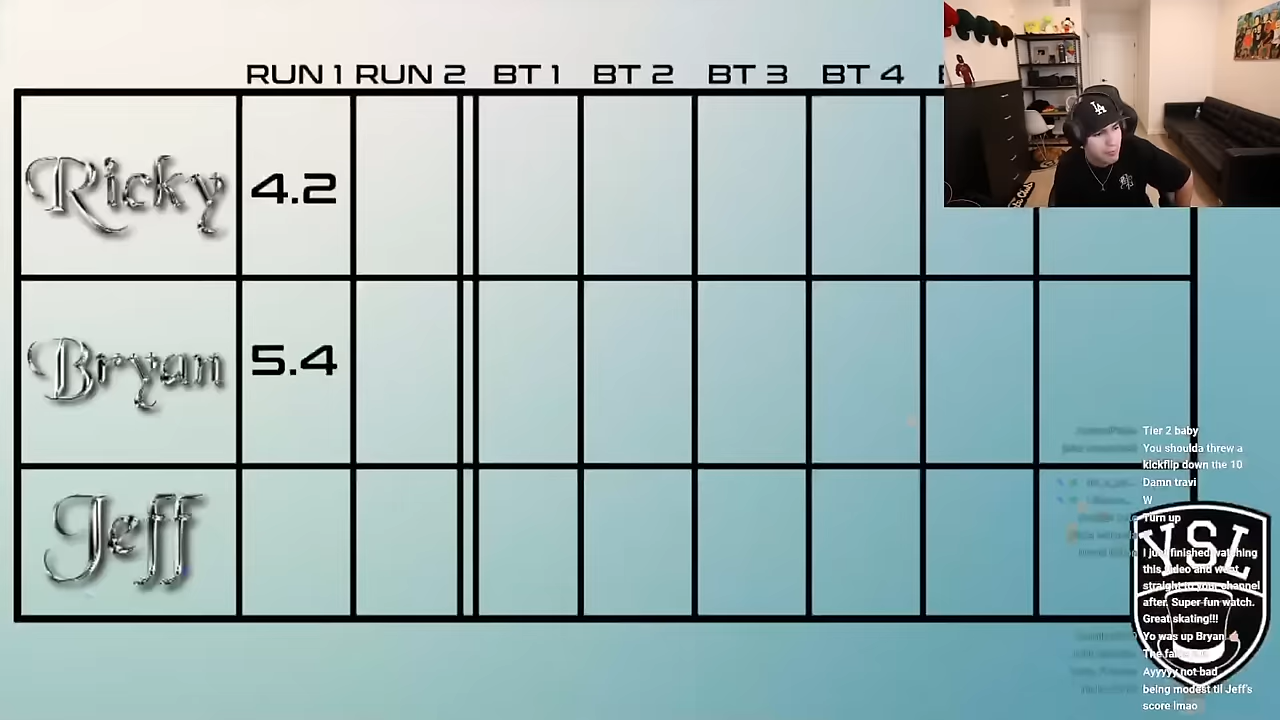 RUN 1 RUN 2 BT 1 BT 2 BT 3 BT 4
Ricky 4.2
Bryan 5.4
Jeff
LA
Tier 2 baby
You shoulda threw a
kickflip down the 10
Damn travi
W
Turn up
I just finished watching
this video and went
straight to your channel
after. Super fun watch.
Great skating!!!
Yo was up Bryan
The
Ayyyyy not bad
being modest til Jeff's
score lmao
YSL